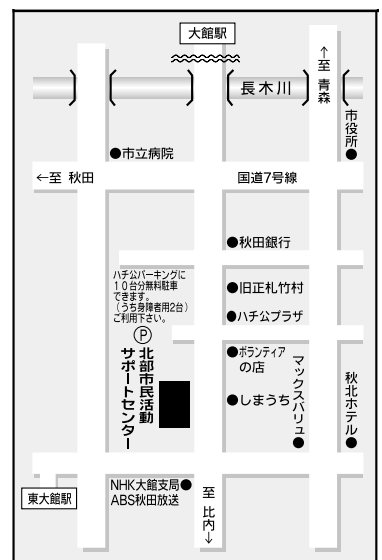 大館駅
長木川
←至 青森
市役所
●市立病院
←至 秋田
国道7号線
●秋田銀行
ハチ公パーキングに
10台分無料駐車
できます。
(うち身障者用2台)
ご利用下さい。
Ⓟ
●旧正札竹村
●ハチ公プラザ
●ボランティア
の店
●しまうち
マックスバリュ●
秋北ホテル●
北部市民活動
サポートセンター
東大館駅
NHK大館支局●
ABS秋田放送
至 比内→